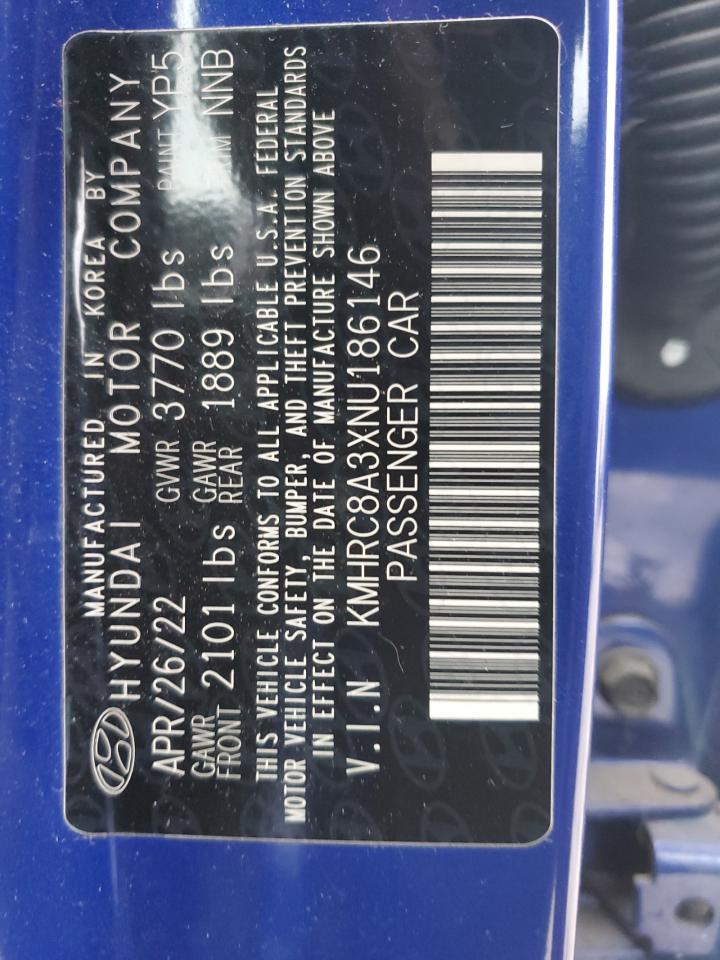 MANUFACTURED IN KOREA BY
HYUNDAI MOTOR COMPANY
APR/26/22 GVWR 3770 lbs PAINT YP5
GAWR FRONT 2101 lbs GAWR REAR 1889 lbs NNB
THIS VEHICLE CONFORMS TO ALL APPLICABLE U.S.A. FEDERAL
MOTOR VEHICLE SAFETY, BUMPER, AND THEFT PREVENTION STANDARDS
IN EFFECT ON THE DATE OF MANUFACTURE SHOWN ABOVE
V.I.N KMHRC8A3XNU186146
PASSENGER CAR